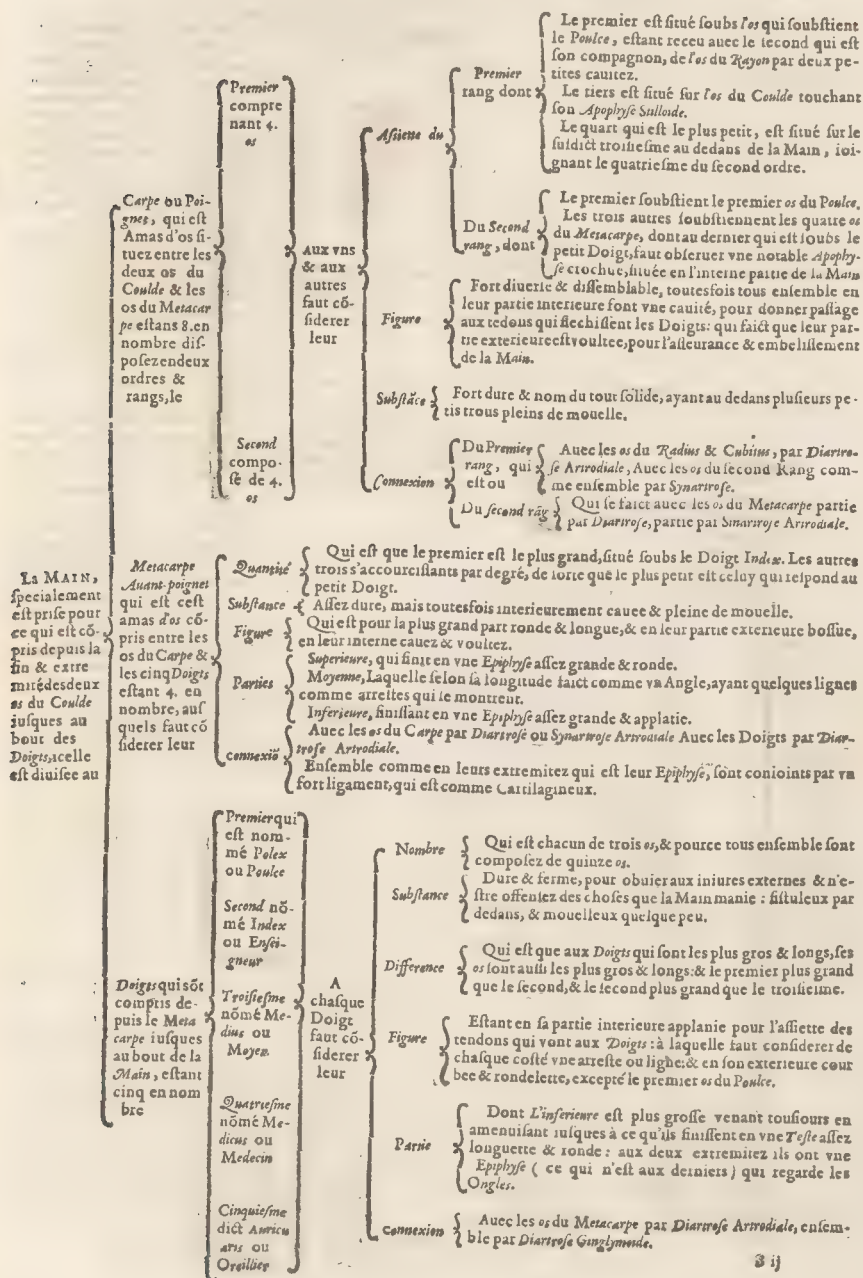 La MAIN,
ſpecialement
eſt priſe pour
ce qui eſt cõ-
pris depuis la
fin & extre
mité des deux
os du Coulde
iuſques au
bout des
Doigts, icelle
eſt diuiſee au
Carpe ou Poi-
gnet, qui eſt
Amas d'os ſi-
tuez entre les
deux os du
Coulde & les
os du Metacar
pe eſtans 8. en
nombre diſ-
poſez en deux
ordres &
rangs, le
Premier
compre
nant 4.
os
Second
compo-
ſé de 4.
os
Aux vns
& aux
autres
faut cõ-
ſiderer
leur
Aſſiette du
Premier
rang dont
Le premier eſt ſitué ſoubs l'os qui ſoubſtient
le Poulce, eſtant receu auec le ſecond qui eſt
ſon compagnon, de l'os du Rayon par deux pe-
tites cauitez.
Le tiers eſt ſitué ſur l'os du Coulde touchant
ſon Apophyſe Stiloide.
Le quart qui eſt le plus petit, eſt ſitué ſur le
ſuſdict troiſieſme au dedans de la Main, ioi-
gnant le quatrieſme du ſecond ordre.
Du Second
rang, dont
Le premier ſoubſtient le premier os du Poulce.
Les trois autres ſoubſtiennent les quatre os
du Metacarpe, dont au dernier qui eſt ſoubs le
petit Doigt, faut obſeruer vne notable Apophy-
ſe crochue, ſituée en l'interne partie de la Main
Figure
Fort diuerſe & diſſemblable, toutesfois tous enſemble en
leur partie interieure font vne cauité, pour donner paſſage
aux tedons qui flechiſſent les Doigts: qui faict que leur par-
tie exterieure eſt voultee, pour l'aſſeurance & embeliſſement
de la Main.
Subſtãce
Fort dure & nom du tout ſolide, ayant au dedans pluſieurs pe-
tis trous pleins de mouelle.
Connexion
Du Premier
rang, qui
eſt ou
Auec les os du Radius & Cubitus, par Diartro-
ſe Artrodiale, Auec les os du ſecond Rang com-
me enſemble par Synartroſe.
Du ſecond rãg
Qui ſe faict auec les os du Metacarpe partie
par Diartroſe, partie par Sinartroſe Artrodiale.
Metacarpe
Auant-poignet
qui eſt ceſt
amas d'os cõ-
pris entre les
os du Carpe &
les cinq Doigts
eſtant 4. en
nombre, auſ
quels faut cõ
ſiderer leur
Quantité
Qui eſt que le premier eſt le plus grand, ſitué ſoubs le Doigt Index. Les autres
trois s'accourciſſants par degré, de ſorte que le plus petit eſt celuy qui reſpond au
petit Doigt.
Subſtance
Aſſez dure, mais toutesfois interieurement cauee & pleine de mouelle.
Figure
Qui eſt pour la plus grand part ronde & longue, & en leur partie exterieure boſſue,
en leur interne cauez & voultez.
Parties
Superieure, qui finit en vne Epiphyſe aſſez grande & ronde.
Moyenne, Laquelle ſelon ſa longitude faict comme vn Angle, ayant quelques lignes
comme arreſtes qui le montrent.
Inferieure, finiſſant en vne Epiphyſe aſſez grande & applatie.
connexiõ
Auec les os du Carpe par Diartroſe ou Synartroſe Artrodiale Auec les Doigts par Diar-
troſe Artrodiale.
Enſemble comme en leurs extremitez qui eſt leur Epiphyſe, ſont conioints par vn
fort ligament, qui eſt comme Cartilagineux.
Doigts qui sõt
compris de-
puis le Meta
carpe iuſques
au bout de la
Main, eſtant
cinq en nom
bre
Premier qui
eſt nom-
mé Polex
ou Poulce
Second nõ-
mé Index
ou Enſei-
gneur
Troiſieſme
nõmé Me-
dius ou
Moyen
Quatrieſme
nõmé Me-
dicus ou
Medecin
Cinquieſme
dict Auricu
aris ou
Oreillier
A
chaſque
Doigt
faut cõ-
ſiderer
leur
Nombre
Qui eſt chacun de trois os, & pource tous enſemble ſont
compoſez de quinze os.
Subſtance
Dure & ferme, pour obuier aux iniures externes & n'e-
ſtre offenſez des choſes que la Main manie : fiſtuleux par
dedans, & mouelleux quelque peu.
Difference
Qui eſt que aux Doigts qui ſont les plus gros & longs, ſes
os ſont auſſi les plus gros & longs: & le premier plus grand
que le ſecond, & le ſecond plus grand que le troiſieme.
Figure
Eſtant en ſa partie interieure applanie pour l'aſſiette des
tendons qui vont aux Doigts : à laquelle faut conſiderer de
chaſque coſté vne arreſte ou ligne: & en ſon exterieure cour
bee & rondelette, excepté le premier os du Poulce.
Partie
Dont L'inferieure eſt plus groſſe venant touſiours en
amenuiſant iuſques à ce qu'ils finiſſent en vne Teſte aſſez
longuette & ronde : aux deux extremitez ils ont vne
Epiphyſe ( ce qui n'eſt aux derniers ) qui regarde les
Ongles.
connexion
Auec les os du Metacarpe par Diartroſe Artrodiale, enſem-
ble par Diartroſe Ginglymoide.
ij